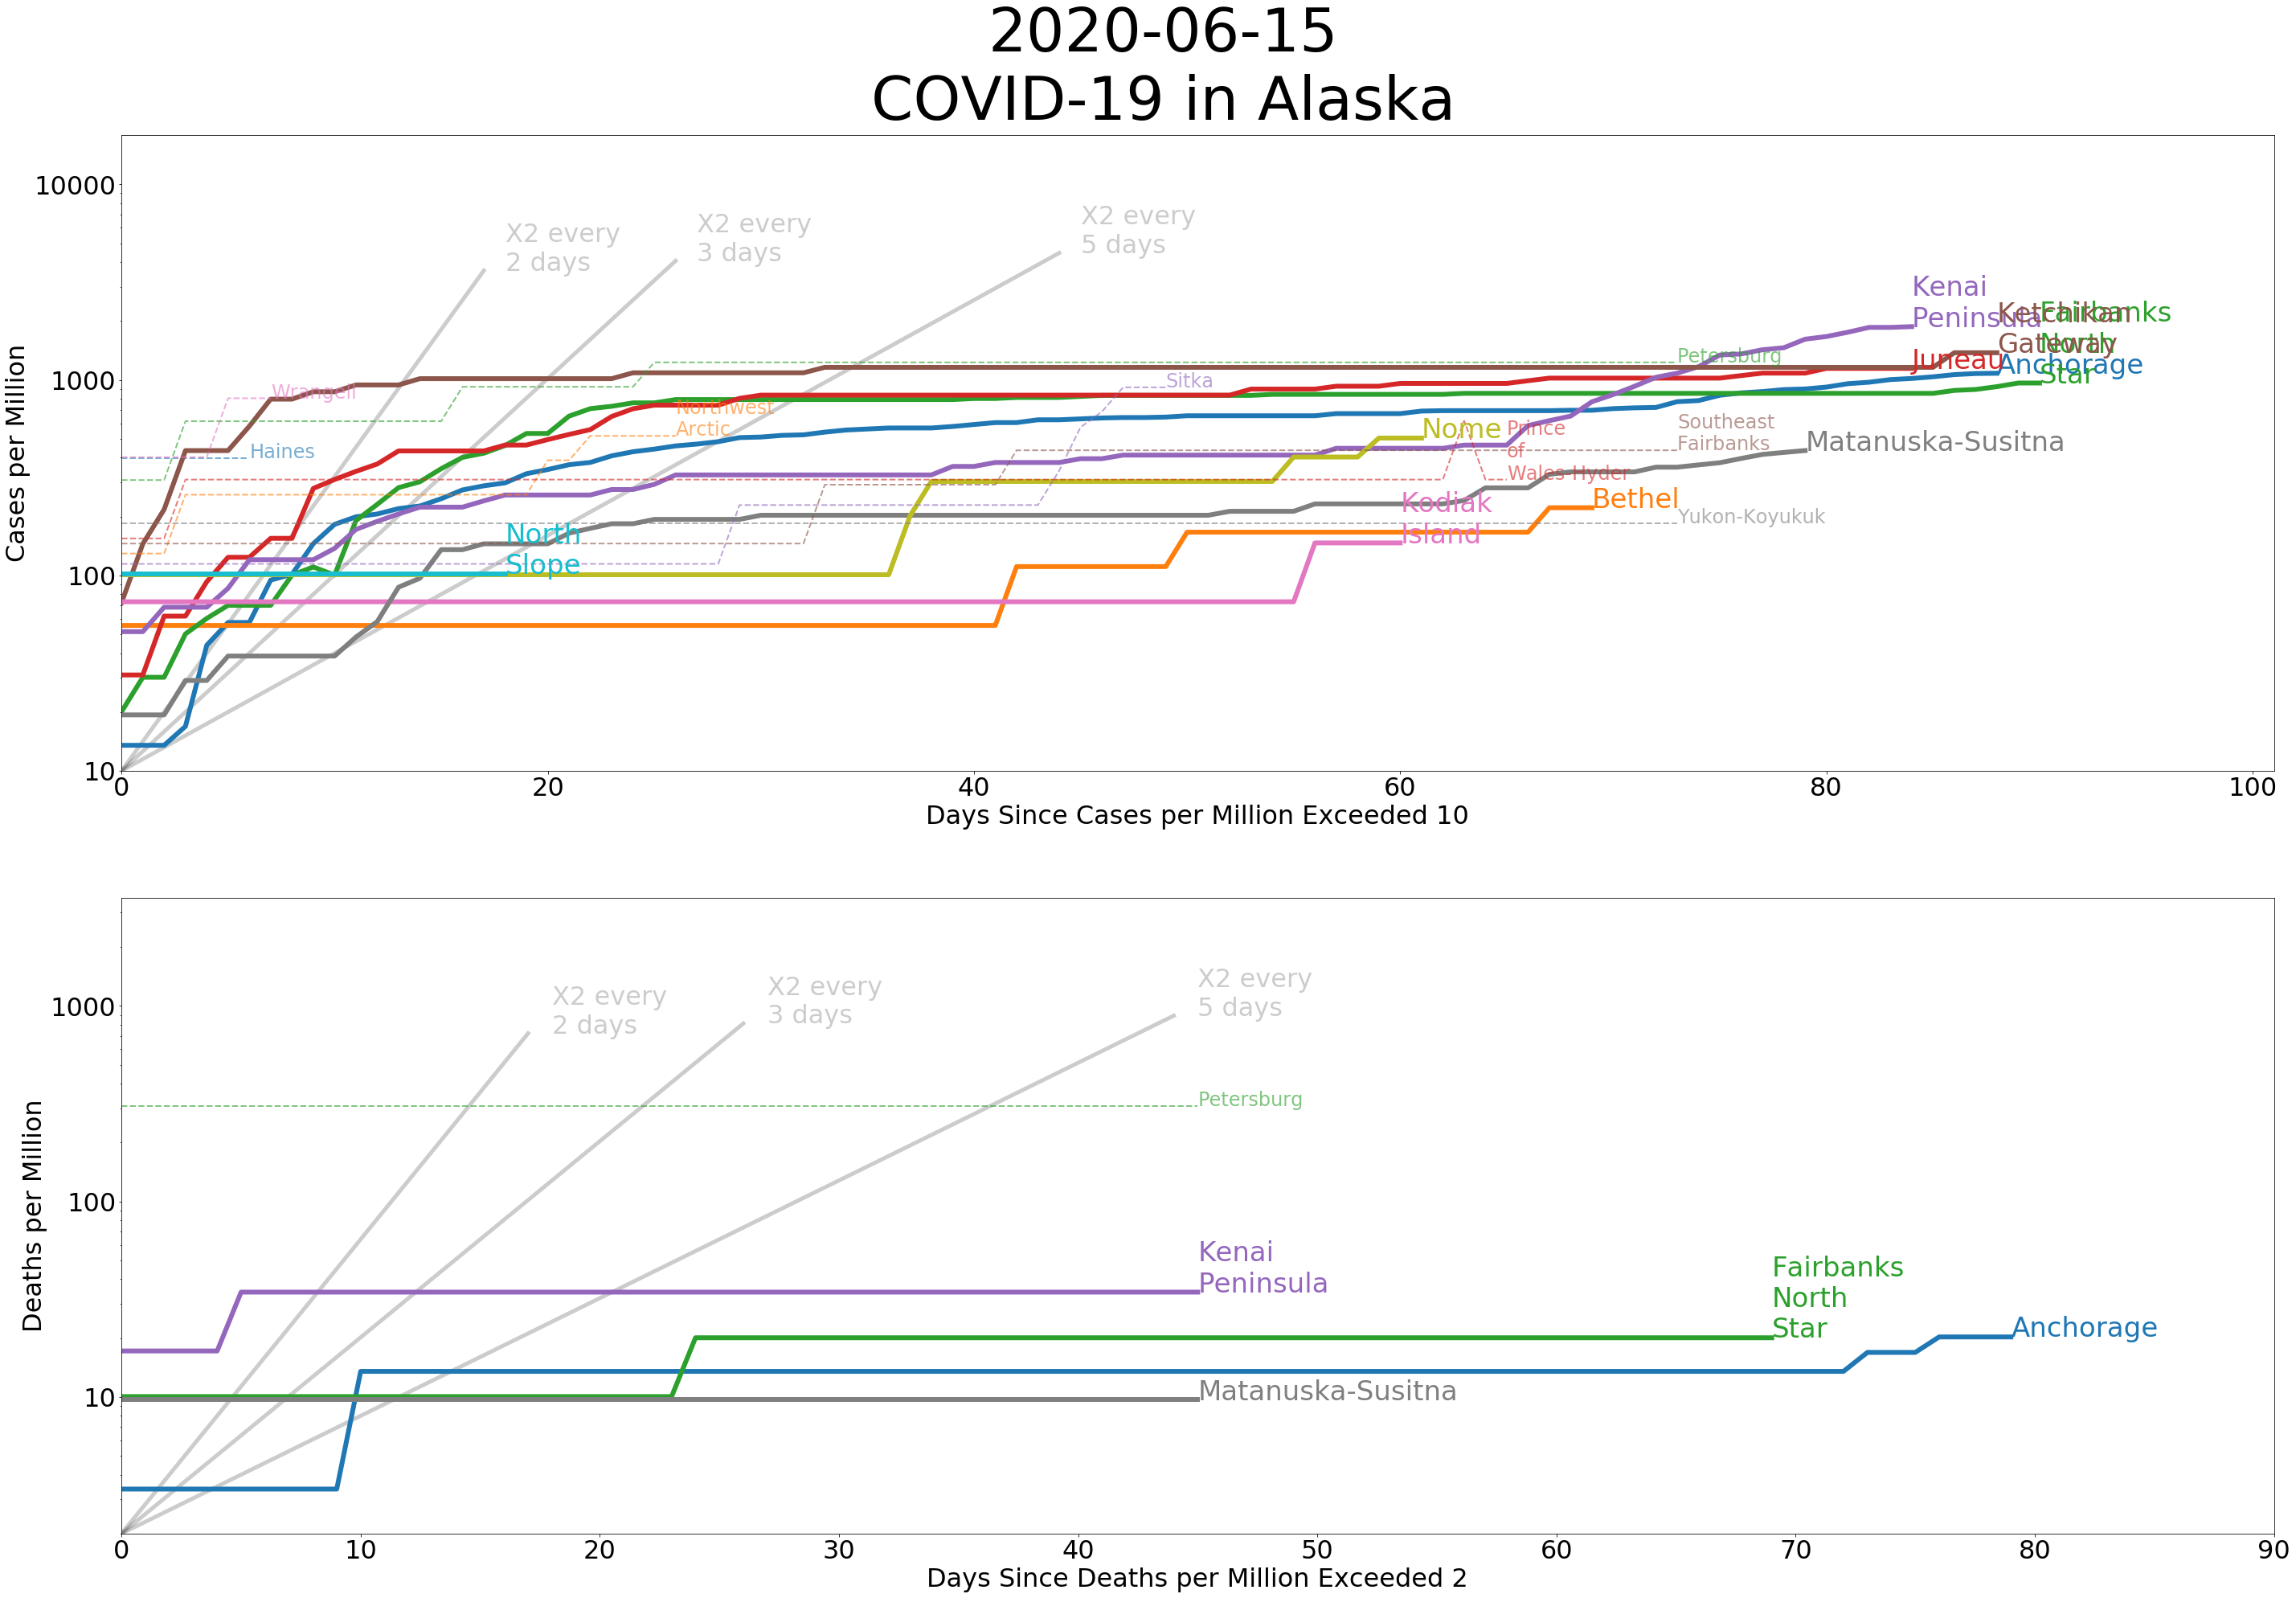 2020-06-15
COVID-19 in Alaska
10000
1000
100
10
Cases per Million
X2 every
2 days
X2 every
3 days
X2 every
5 days
Kenai
Peninsula
Ketchikan
Gateway
Fairbanks
North
Star
Juneau
Anchorage
Petersburg
Sitka
Wrangell
Northwest
Arctic
Haines
Nome
Prince
of
Wales-Hyder
Southeast
Fairbanks
Matanuska-Susitna
Kodiak
Island
Bethel
Yukon-Koyukuk
North
Slope
0
20
40
60
80
100
Days Since Cases per Million Exceeded 10
1000
100
10
Deaths per Million
X2 every
2 days
X2 every
3 days
X2 every
5 days
Petersburg
Kenai
Peninsula
Fairbanks
North
Star
Anchorage
Matanuska-Susitna
0
10
20
30
40
50
60
70
80
90
Days Since Deaths per Million Exceeded 2